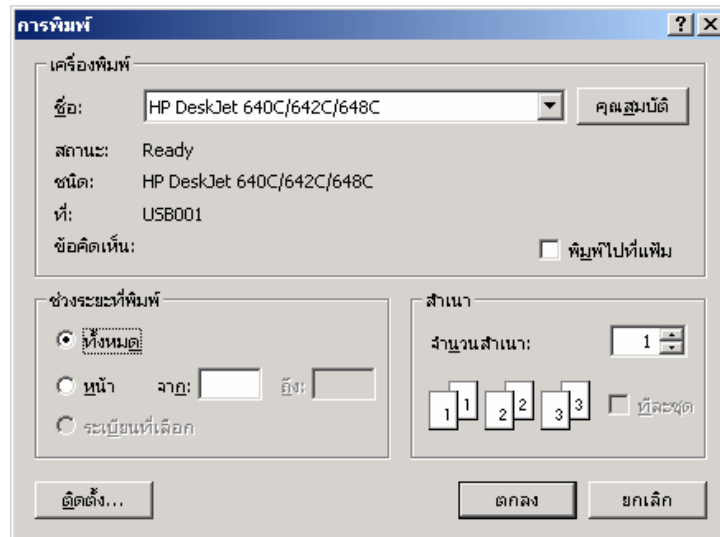 การพิมพ์
เครื่องพิมพ์
ชื่อ: HP DeskJet 640C/642C/648C คุณสมบัติ
สถานะ: Ready
ชนิด: HP DeskJet 640C/642C/648C
ที่: USB001
ข้อคิดเห็น: พิมพ์ไปที่แฟ้ม
ช่วงระยะที่พิมพ์
ทั้งหมด
หน้า จาก: ถึง:
ระเบียนที่เลือก
สำเนา
จำนวนสำเนา: 1
1 1 2 2 3 3 ทีละชุด
ติดตั้ง... ตกลง ยกเลิก